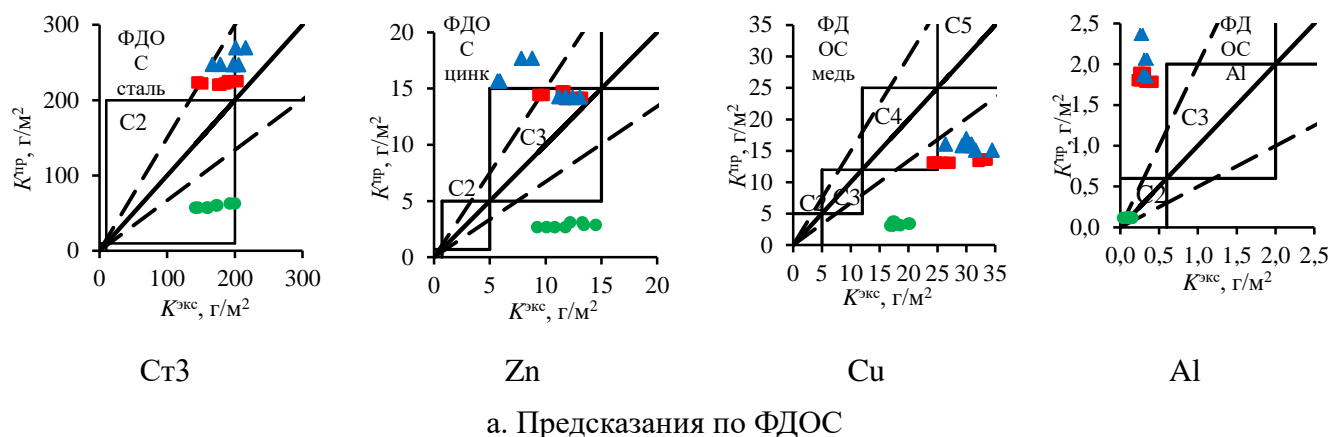 300
200
100
0
0 100 200 300
Kпр, г/м2
Kэкс, г/м2
ФДО
С
сталь
С2
20
15
10
5
0
0 5 10 15 20
Kпр, г/м2
Kэкс, г/м2
ФДО
С
цинк
С3
С2
35
30
25
20
15
10
5
0
0 5 10 15 20 25 30 35
Kпр, г/м2
Kэкс, г/м2
ФД
ОС
медь
С5
С4
С2 С3
2,5
2,0
1,5
1,0
0,5
0,0
0,0 0,5 1,0 1,5 2,0 2,5
Kпр, г/м2
Kэкс, г/м2
ФД
ОС
Al
С3
С2
Ст3 Zn Cu Al
а. Предсказания по ФДОС